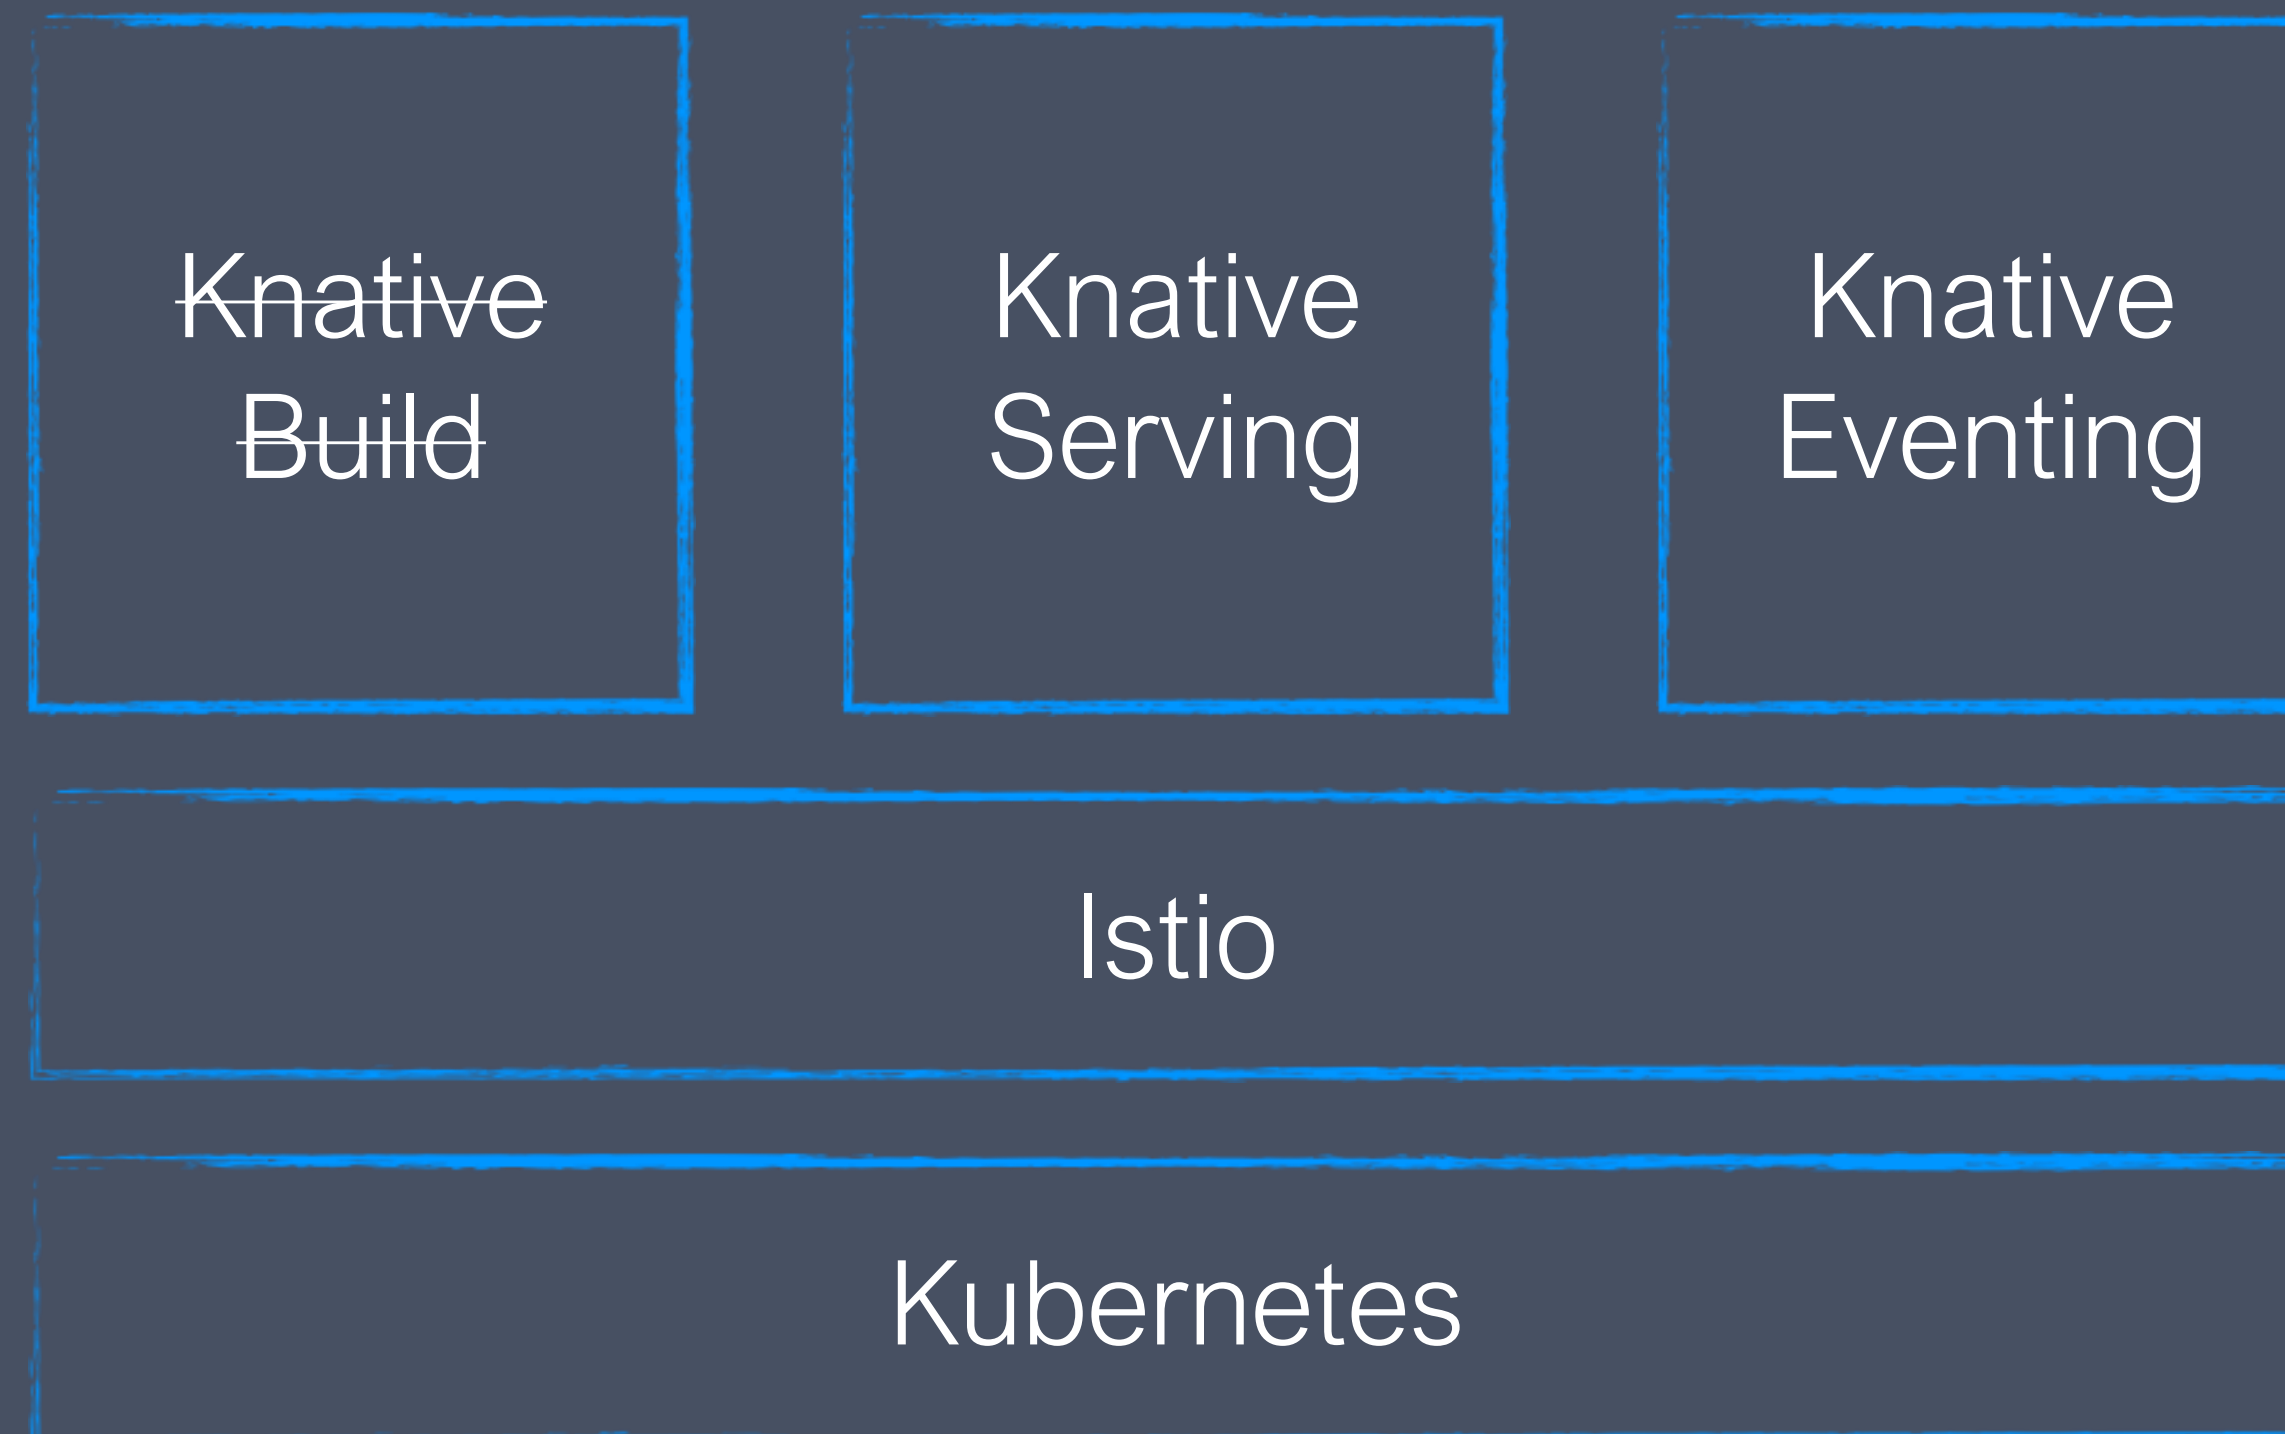 Knative
Build
Knative
Serving
Knative
Eventing
Istio
Kubernetes